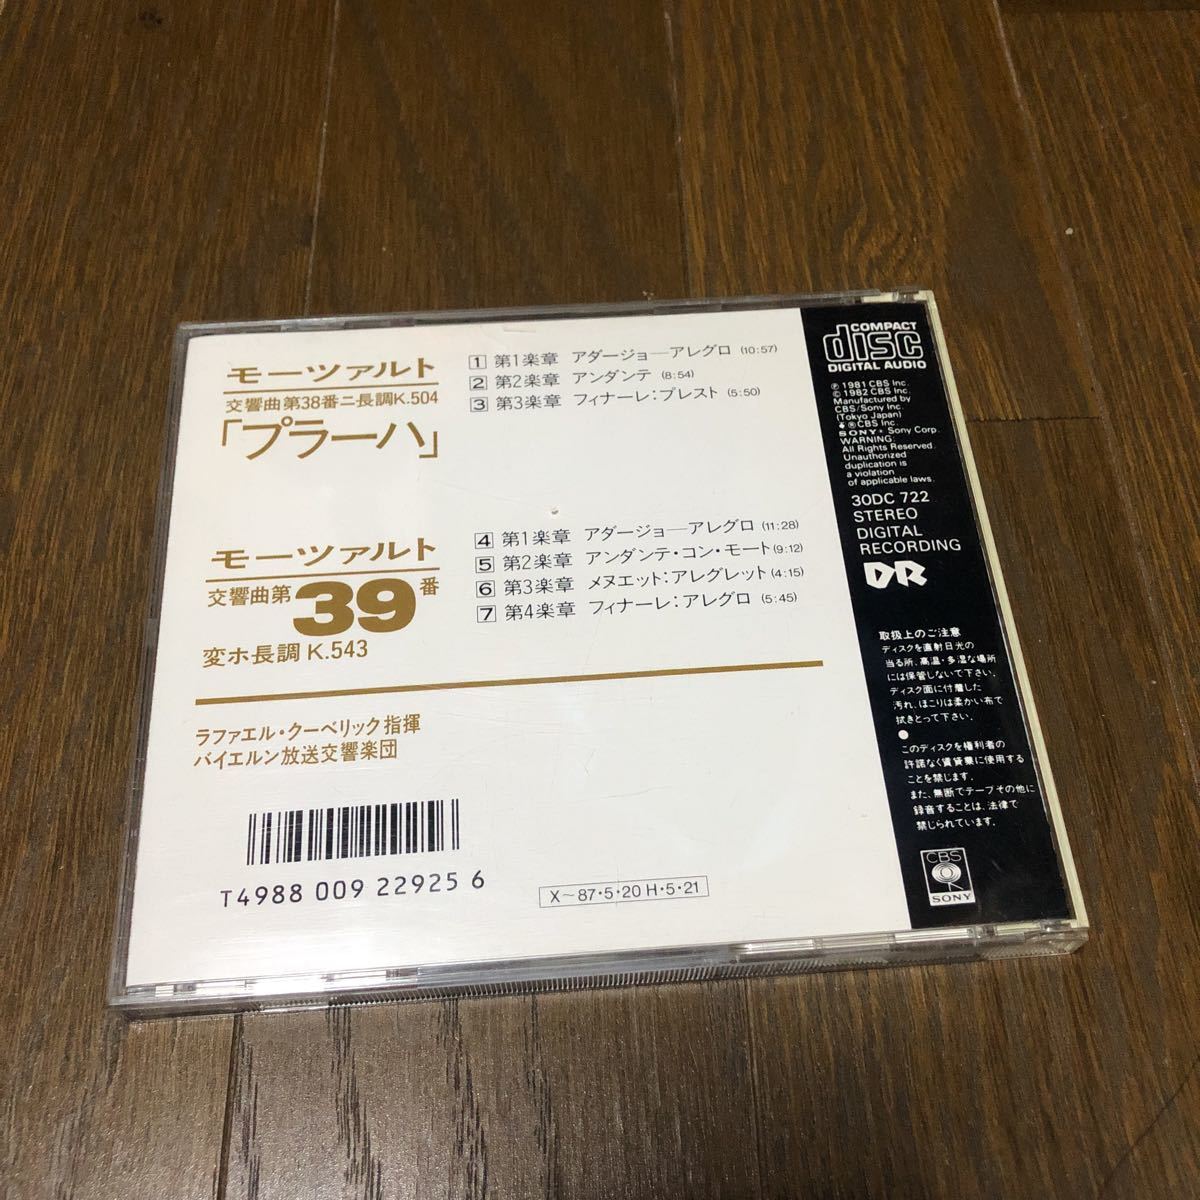 モーツァルト
交響曲第38番ニ長調K.504
「プラーハ」
1 第1楽章 アダージョ―アレグロ (10:57)
2 第2楽章 アンダンテ (8:54)
3 第3楽章 フィナーレ:プレスト (5:50)
モーツァルト
交響曲第39番
変ホ長調 K.543
4 第1楽章 アダージョ―アレグロ (11:28)
5 第2楽章 アンダンテ・コン・モート (9:12)
6 第3楽章 メヌエット:アレグレット (4:15)
7 第4楽章 フィナーレ:アレグロ (5:45)
ラファエル・クーベリック指揮
バイエルン放送交響楽団
T4988 009 22925 6
X〜87・5・20 H・5・21
COMPACT
disc
DIGITAL AUDIO
Ⓟ 1981 CBS Inc.
© 1982 CBS Inc.
Manufactured by
CBS/Sony Inc.
(Tokyo Japan)
® CBS Inc.
SONY® Sony Corp.
WARNING:
All Rights Reserved.
Unauthorized
duplication is
a violation
of applicable laws.
30DC 722
STEREO
DIGITAL
RECORDING
DR
取扱上のご注意
ディスクを直射日光の
当る所、高温・多湿な場所
には保管しないで下さい。
ディスク面に付着した
汚れ、ほこりは柔かい布で
拭きとって下さい。
●
このディスクを権利者の
許諾なく賃貸業に使用する
ことを禁じます。
また、無断でテープその他に
録音することは、法律で
禁じられています。
CBS
SONY